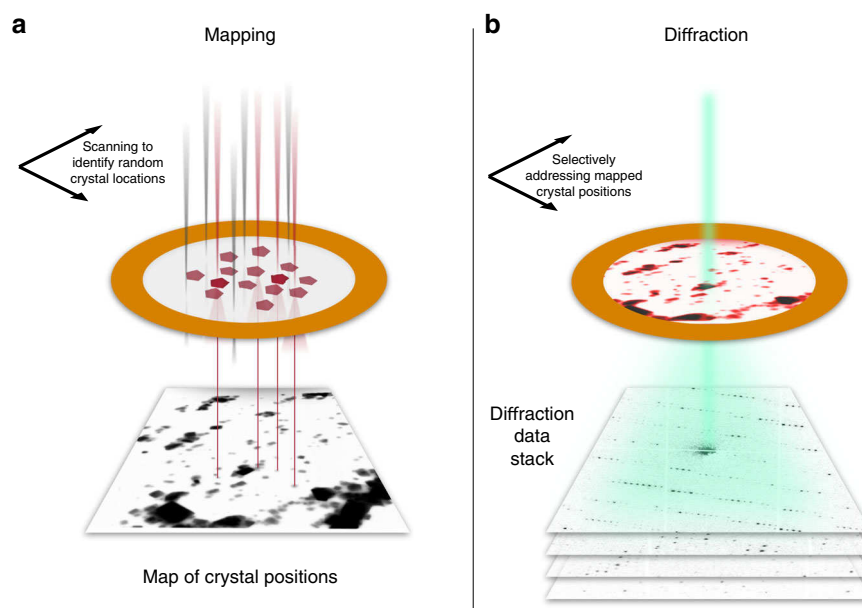 a
Mapping
Scanning to
identify random
crystal locations
Map of crystal positions
b
Diffraction
Selectively
addressing mapped
crystal positions
Diffraction
data
stack